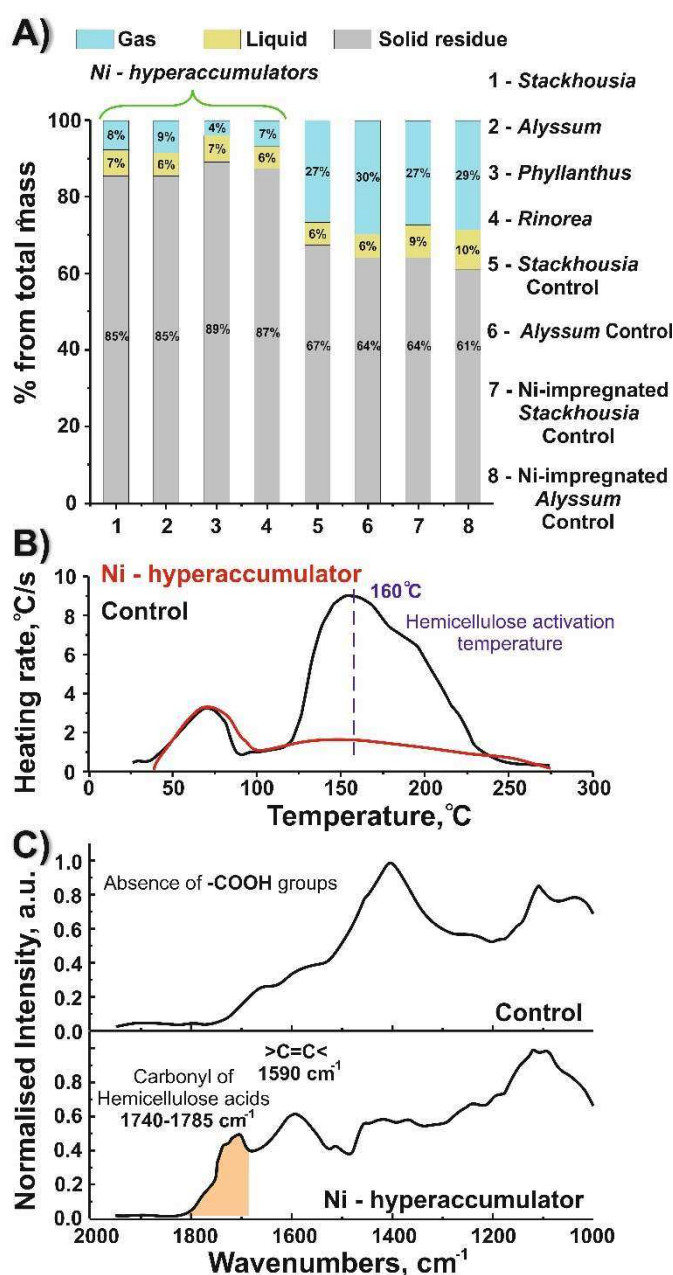 A)
Gas Liquid Solid residue
Ni - hyperaccumulators
% from total mass
100
80
60
40
20
0
8% 9% 4% 7% 27% 30% 27% 29%
7% 6% 7% 6% 6% 6% 9% 10%
85% 85% 89% 87% 67% 64% 64% 61%
1 2 3 4 5 6 7 8
1 - Stackhousia
2 - Alyssum
3 - Phyllanthus
4 - Rinorea
5 - Stackhousia
Control
6 - Alyssum Control
7 - Ni-impregnated
Stackhousia
Control
8 - Ni-impregnated
Alyssum
Control
B)
Heating rate, °C/s
10
8
6
4
2
0
Ni - hyperaccumulator
Control
160°C
Hemicellulose activation
temperature
0 50 100 150 200 250 300
Temperature, °C
C)
Normalised Intensity, a.u.
1.0
0.8
0.6
0.4
0.2
0.0
Absence of -COOH groups
Control
0.8
0.6
0.4
0.2
0.0
>C=C<
1590 cm-1
Carbonyl of
Hemicellulose acids
1740-1785 cm-1
Ni - hyperaccumulator
2000 1800 1600 1400 1200 1000
Wavenumbers, cm-1